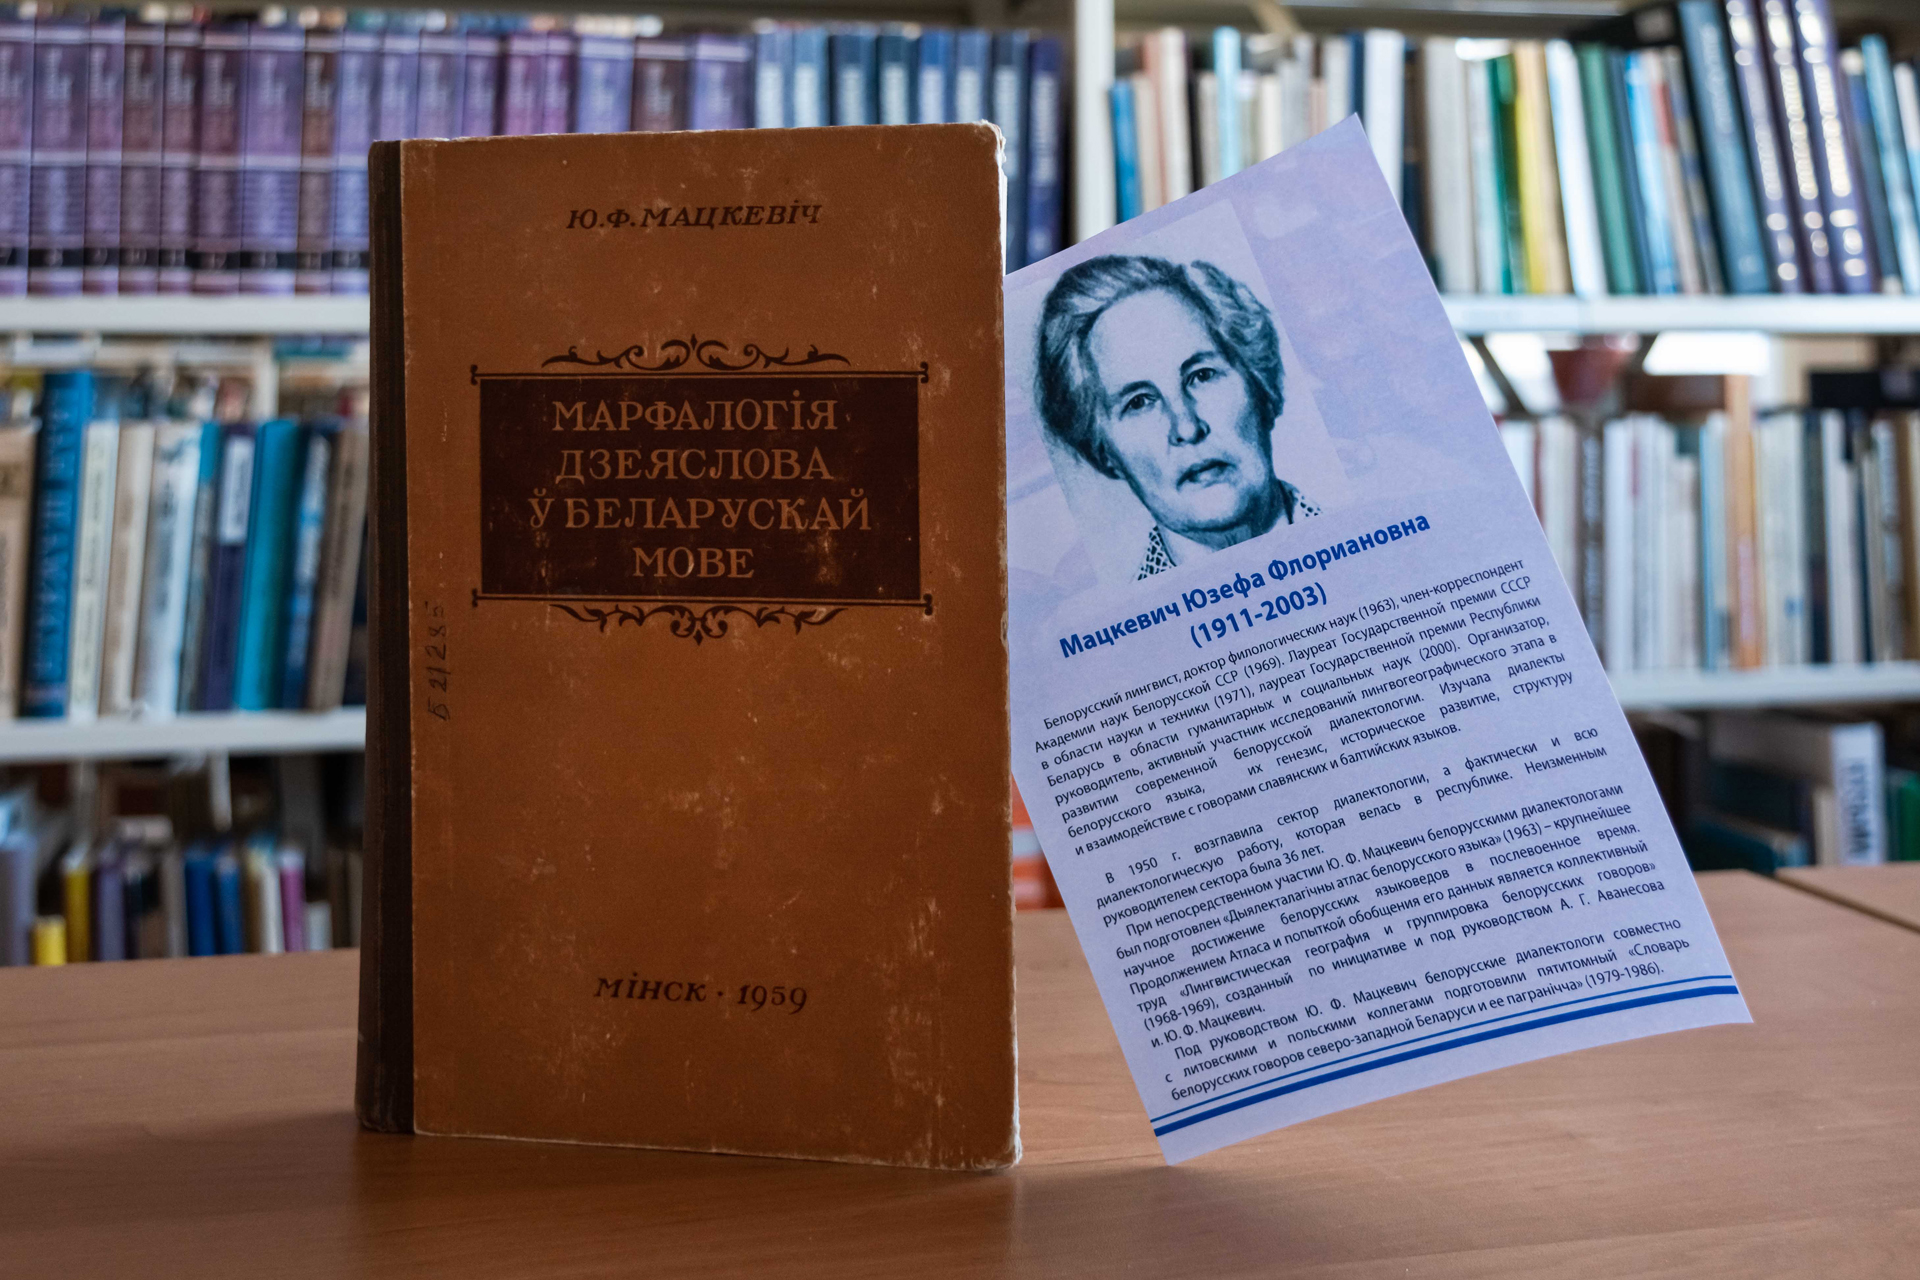 Ю.Ф.МАЦКЕВІЧ
МАРФАЛОГІЯ
ДЗЕЯСЛОВА
Ў БЕЛАРУСКАЙ
МОВЕ
МІНСК · 1959
Б 21285
Мацкевич Юзефа Флориановна
(1911-2003)
Белорусский лингвист, доктор филологических наук (1963), член-корреспондент
Академии наук Белорусской ССР (1969). Лауреат Государственной премии СССР
в области науки и техники (1971), лауреат Государственной премии Республики
Беларусь в области гуманитарных и социальных наук (2000). Организатор,
руководитель, активный участник исследований лингвогеографического этапа в
развитии современной белорусской диалектологии. Изучала диалекты
белорусского языка, их генезис, историческое развитие, структуру
и взаимодействие с говорами славянских и балтийских языков.
В 1950 г. возглавила сектор диалектологии, а фактически и всю
диалектологическую работу, которая велась в республике. Неизменным
руководителем сектора была 36 лет.
При непосредственном участии Ю. Ф. Мацкевич белорусскими диалектологами
был подготовлен «Дыялекталагічны атлас белорусского языка» (1963) – крупнейшее
научное достижение белорусских языковедов в послевоенное время.
Продолжением Атласа и попыткой обобщения его данных является коллективный
труд «Лингвистическая география и группировка белорусских говоров»
(1968-1969), созданный по инициативе и под руководством А. Г. Аванесова
и. Ю. Ф. Мацкевич.
Под руководством Ю. Ф. Мацкевич белорусские диалектологи совместно
с литовскими и польскими коллегами подготовили пятитомный «Словарь
белорусских говоров северо-западной Беларуси и ее пагранічча» (1979-1986).